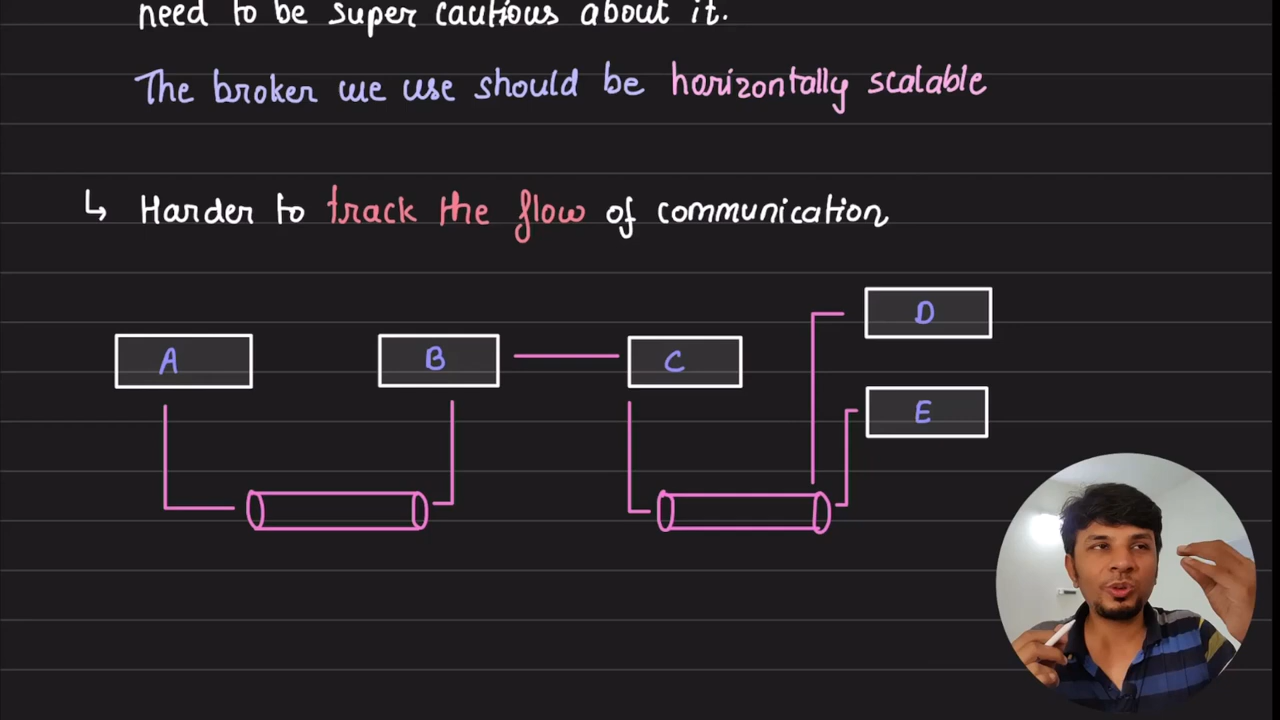 need to be super cautious about it.
The broker we use should be horizontally scalable
↳ Harder to track the flow of communication
D
A B C
E